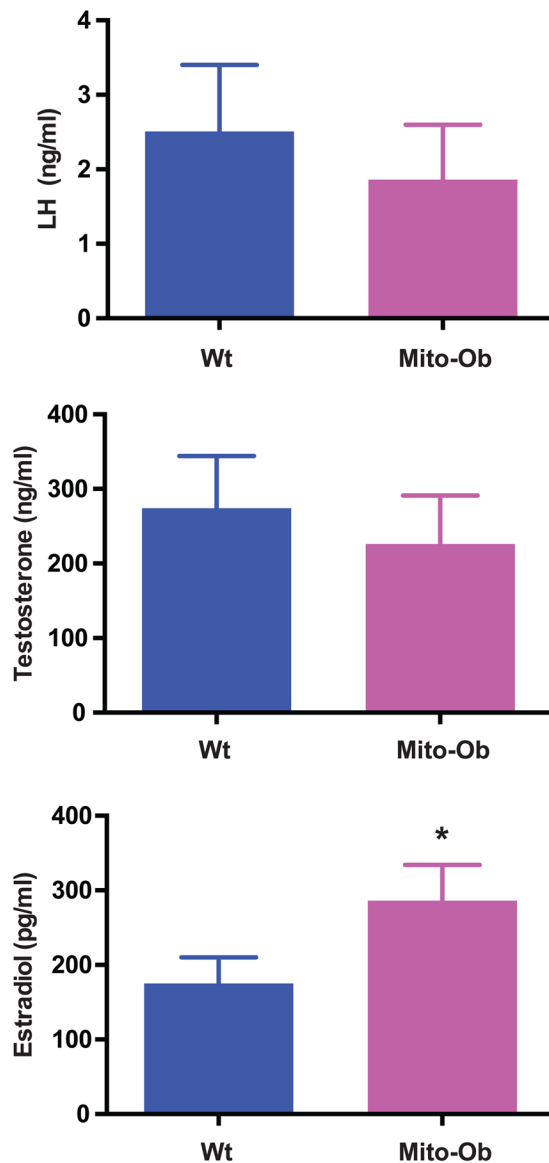 4
3
2
1
0
LH (ng/ml)
Wt Mito-Ob
400
300
200
100
0
Testosterone (ng/ml)
Wt Mito-Ob
400
300
200
100
0
Estradiol (pg/ml)
*
Wt Mito-Ob